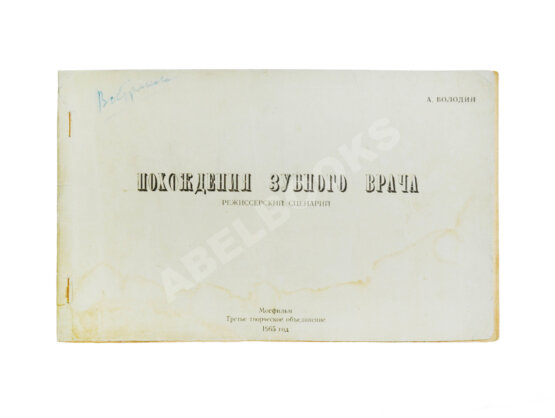 А. ВОЛОДИН
ПОХОЖДЕНИЯ ЗУБНОГО ВРАЧА
РЕЖИССЕРСКИЙ СЦЕНАРИЙ
ABELBOOKS
Мосфильм
Третье творческое объединение
1965 год